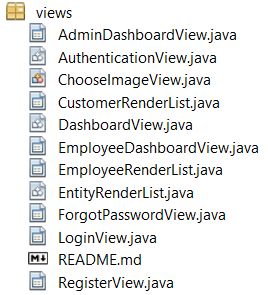 views
AdminDashboardView.java
AuthenticationView.java
ChooseImageView.java
CustomerRenderList.java
DashboardView.java
EmployeeDashboardView.java
EmployeeRenderList.java
EntityRenderList.java
ForgotPasswordView.java
LoginView.java
README.md
RegisterView.java